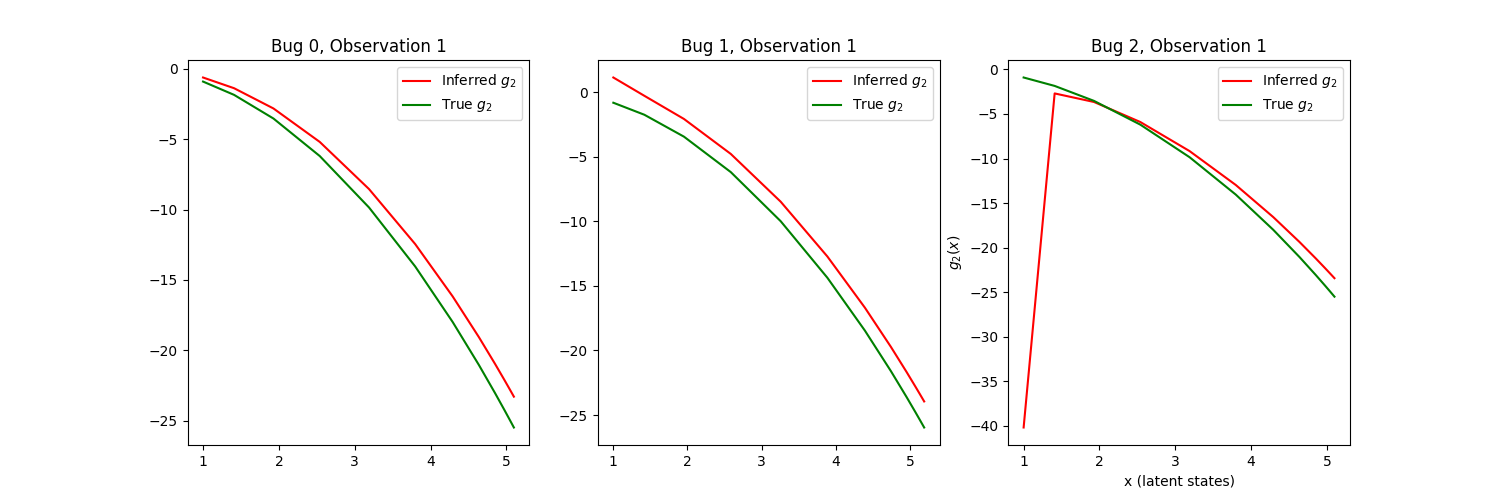 Bug 0, Observation 1
Inferred g₂
True g₂
0
−5
−10
−15
−20
−25
1 2 3 4 5
Bug 1, Observation 1
Inferred g₂
True g₂
0
−5
−10
−15
−20
−25
1 2 3 4 5
Bug 2, Observation 1
Inferred g₂
True g₂
g₂(x)
0
−5
−10
−15
−20
−25
−30
−35
−40
1 2 3 4 5
x (latent states)